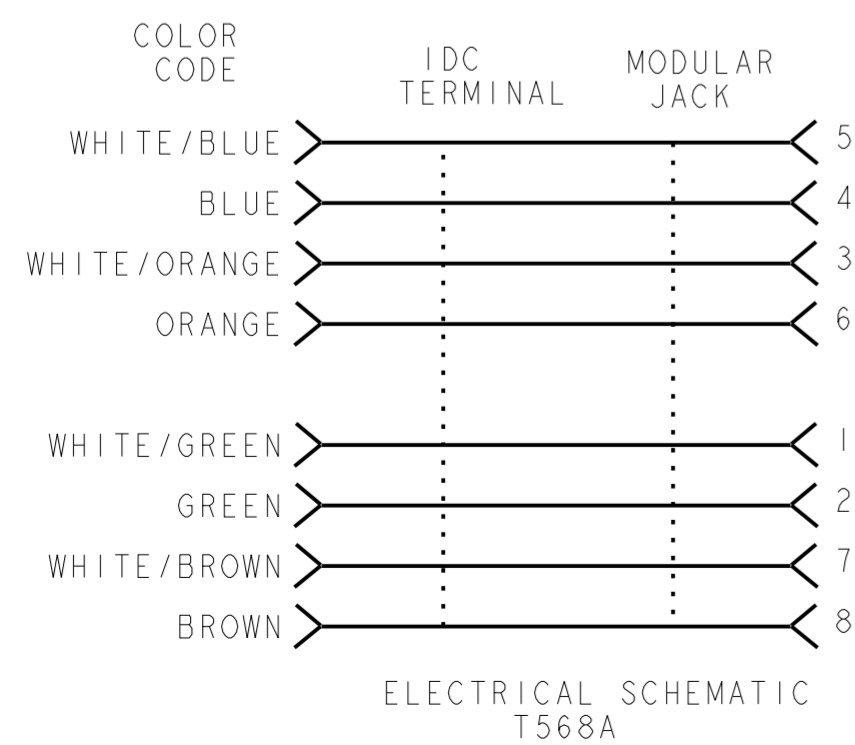 COLOR
CODE
IDC
TERMINAL
MODULAR
JACK
WHITE/BLUE 5
BLUE 4
WHITE/ORANGE 3
ORANGE 6
WHITE/GREEN 1
GREEN 2
WHITE/BROWN 7
BROWN 8
ELECTRICAL SCHEMATIC
T568A